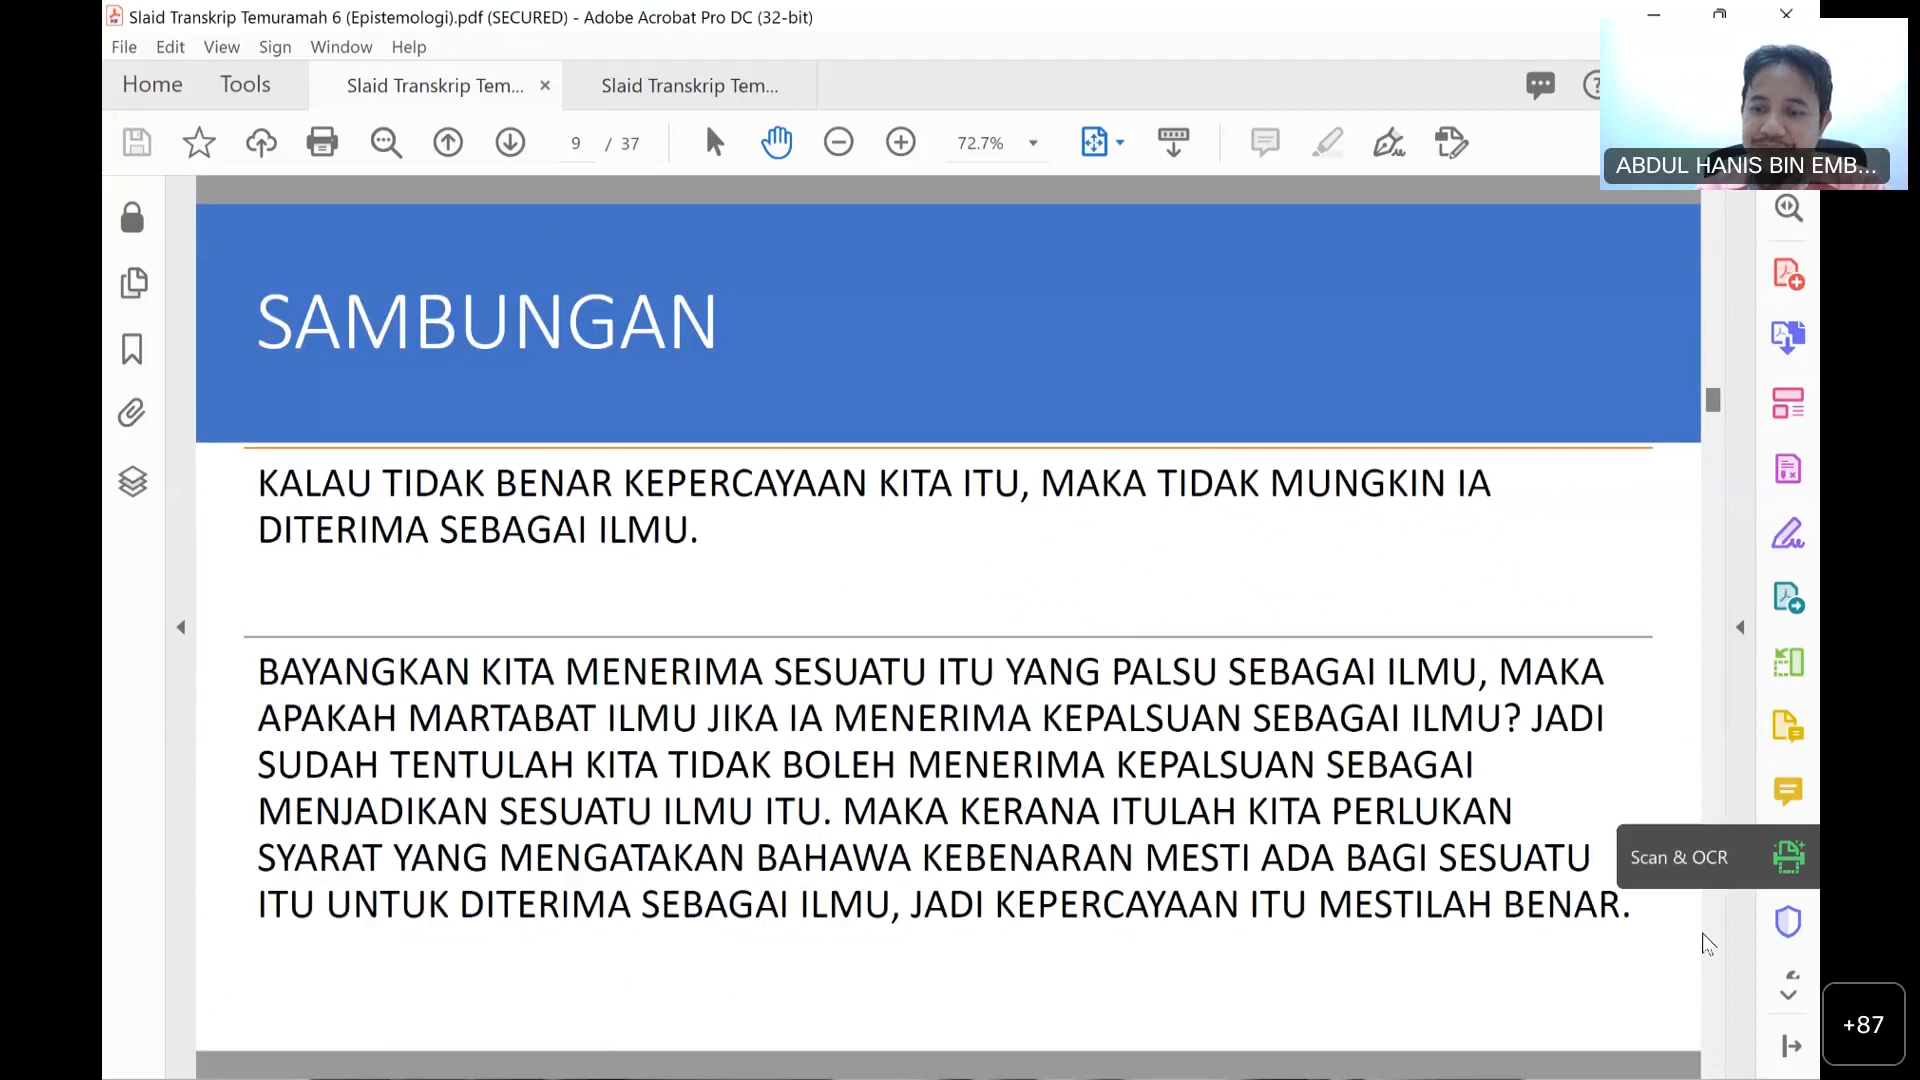 Slaid Transkrip Temuramah 6 (Epistemologi).pdf (SECURED) - Adobe Acrobat Pro DC (32-bit)
File Edit View Sign Window Help
Home Tools Slaid Transkrip Tem... × Slaid Transkrip Tem...
9 / 37 72.7%
ABDUL HANIS BIN EMB...
SAMBUNGAN
KALAU TIDAK BENAR KEPERCAYAAN KITA ITU, MAKA TIDAK MUNGKIN IA
DITERIMA SEBAGAI ILMU.
BAYANGKAN KITA MENERIMA SESUATU ITU YANG PALSU SEBAGAI ILMU, MAKA
APAKAH MARTABAT ILMU JIKA IA MENERIMA KEPALSUAN SEBAGAI ILMU? JADI
SUDAH TENTULAH KITA TIDAK BOLEH MENERIMA KEPALSUAN SEBAGAI
MENJADIKAN SESUATU ILMU ITU. MAKA KERANA ITULAH KITA PERLUKAN
SYARAT YANG MENGATAKAN BAHAWA KEBENARAN MESTI ADA BAGI SESUATU
ITU UNTUK DITERIMA SEBAGAI ILMU, JADI KEPERCAYAAN ITU MESTILAH BENAR.
Scan & OCR
+87